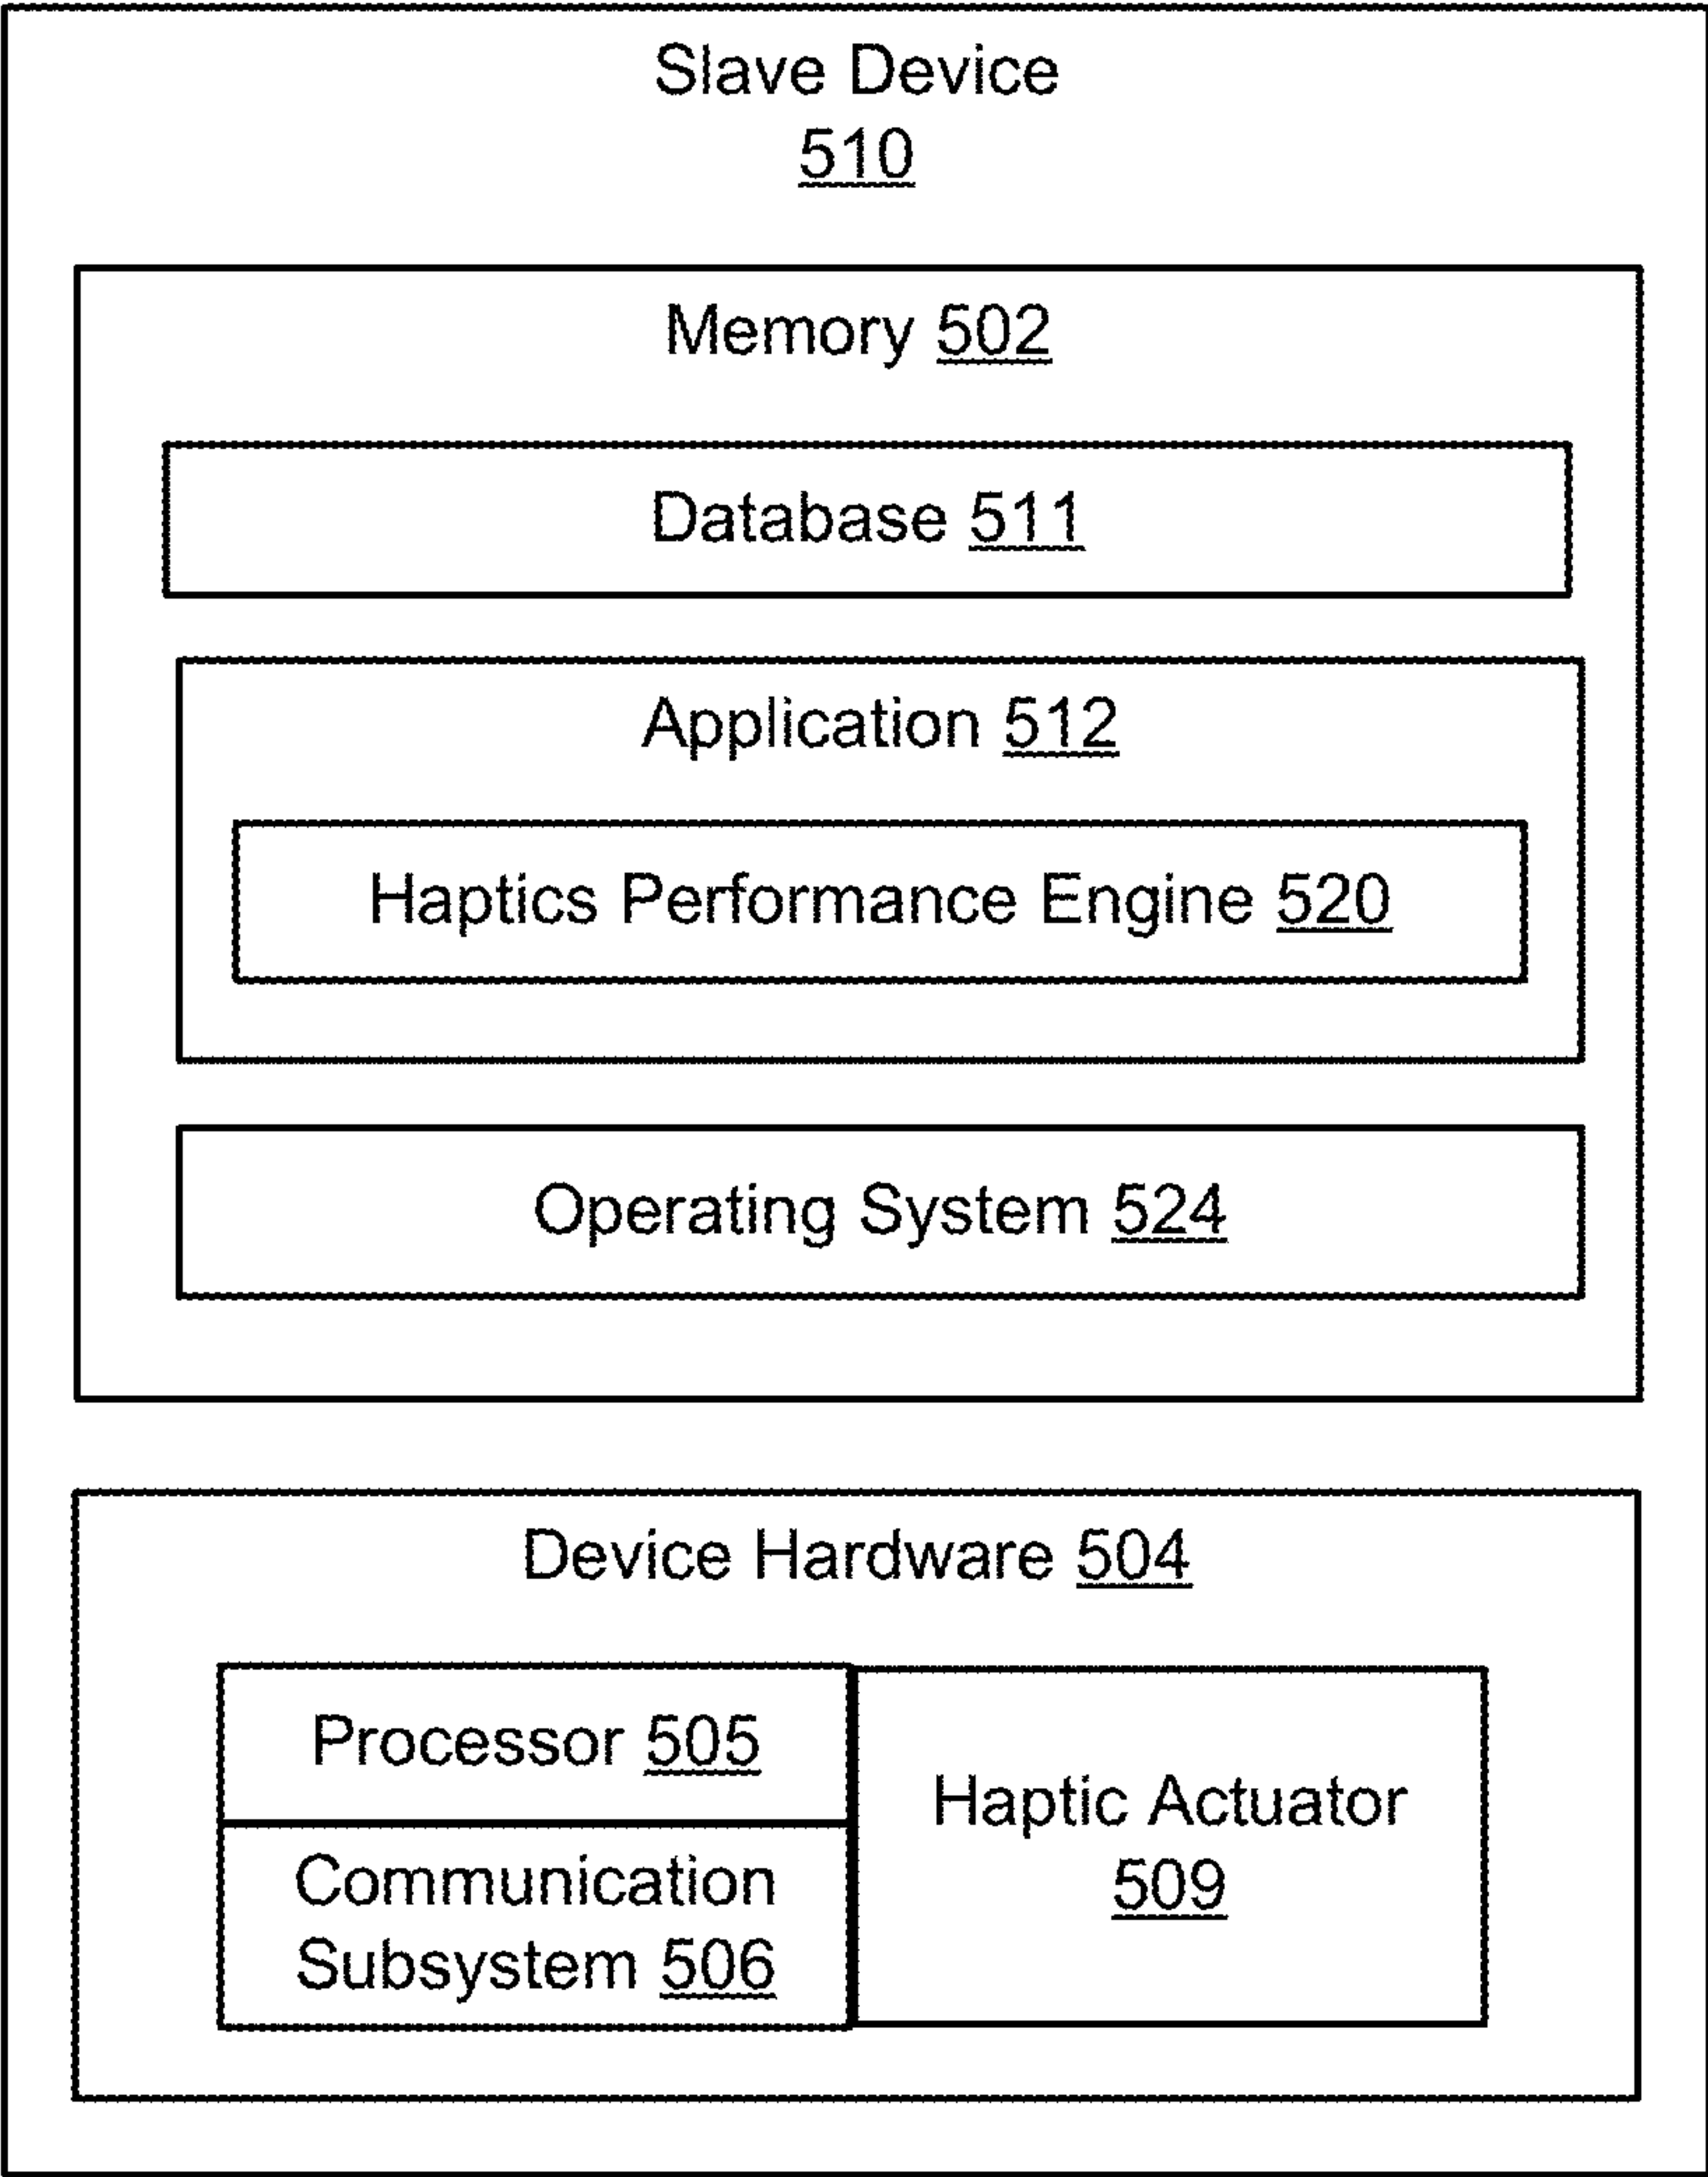 Slave Device
510
Memory 502
Database 511
Application 512
Haptics Performance Engine 520
Operating System 524
Device Hardware 504
Processor 505
Communication
Subsystem 506
Haptic Actuator
509